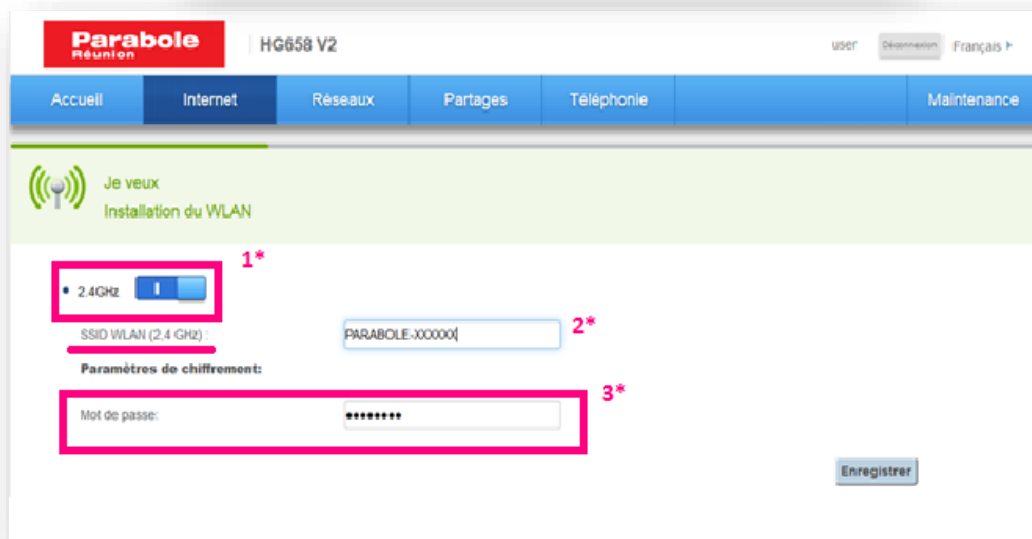 Parabole
Réunion
HG658 V2
user
Déconnexion
Français
Accueil
Internet
Réseaux
Partages
Téléphonie
Maintenance
Je veux
Installation du WLAN
1*
2.4GHz
SSID WLAN (2,4 GHz) :
PARABOLE-XXXXXX
2*
Paramètres de chiffrement:
3*
Mot de passe:
••••••••
Enregistrer